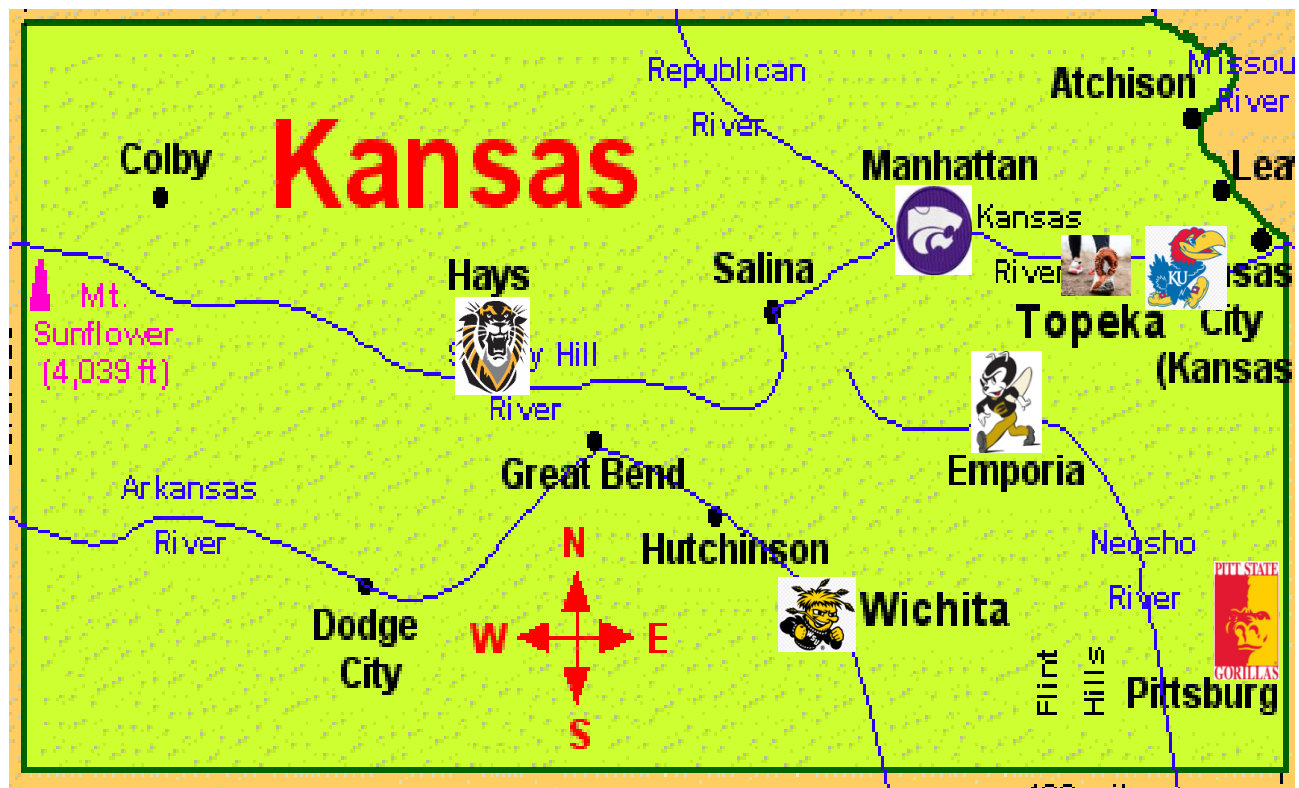 Republican
River
Missou
River
Atchison
Kansas
Colby
Manhattan
Lea
Kansas
River
Hays
Salina
KU
Mt.
Sunflower
(4,039 ft)
Topeka
sas
City
(Kansas
y Hill
River
Great Bend
Emporia
Arkansas
River
N
Hutchinson
Neosho
River
PITT STATE
GORILLAS
Dodge
City
W
E
Wichita
S
Flint
Hills
Pittsburg